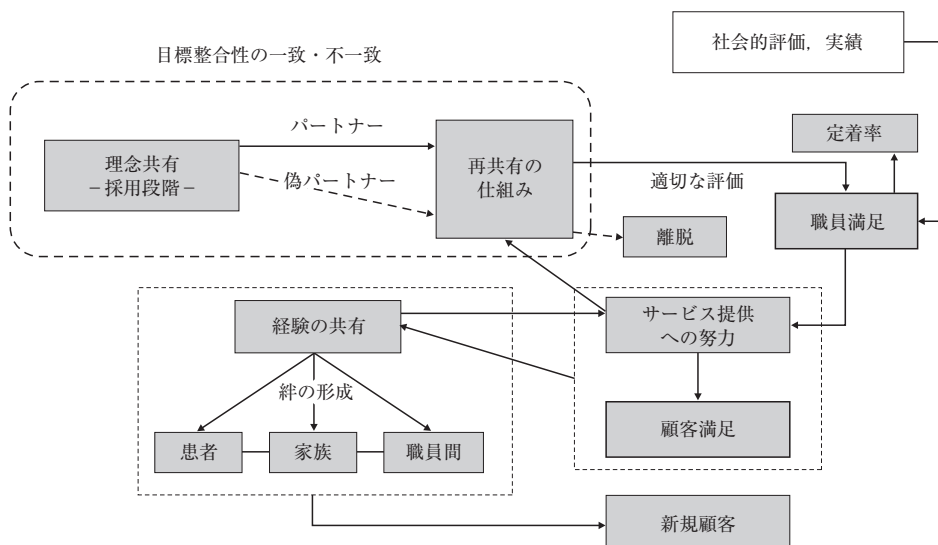 社会的評価，実績
目標整合性の一致・不一致
パートナー
定着率
理念共有
－採用段階－
再共有の
仕組み
偽パートナー
適切な評価
職員満足
離脱
経験の共有
サービス提供
への努力
絆の形成
顧客満足
患者
家族
職員間
新規顧客